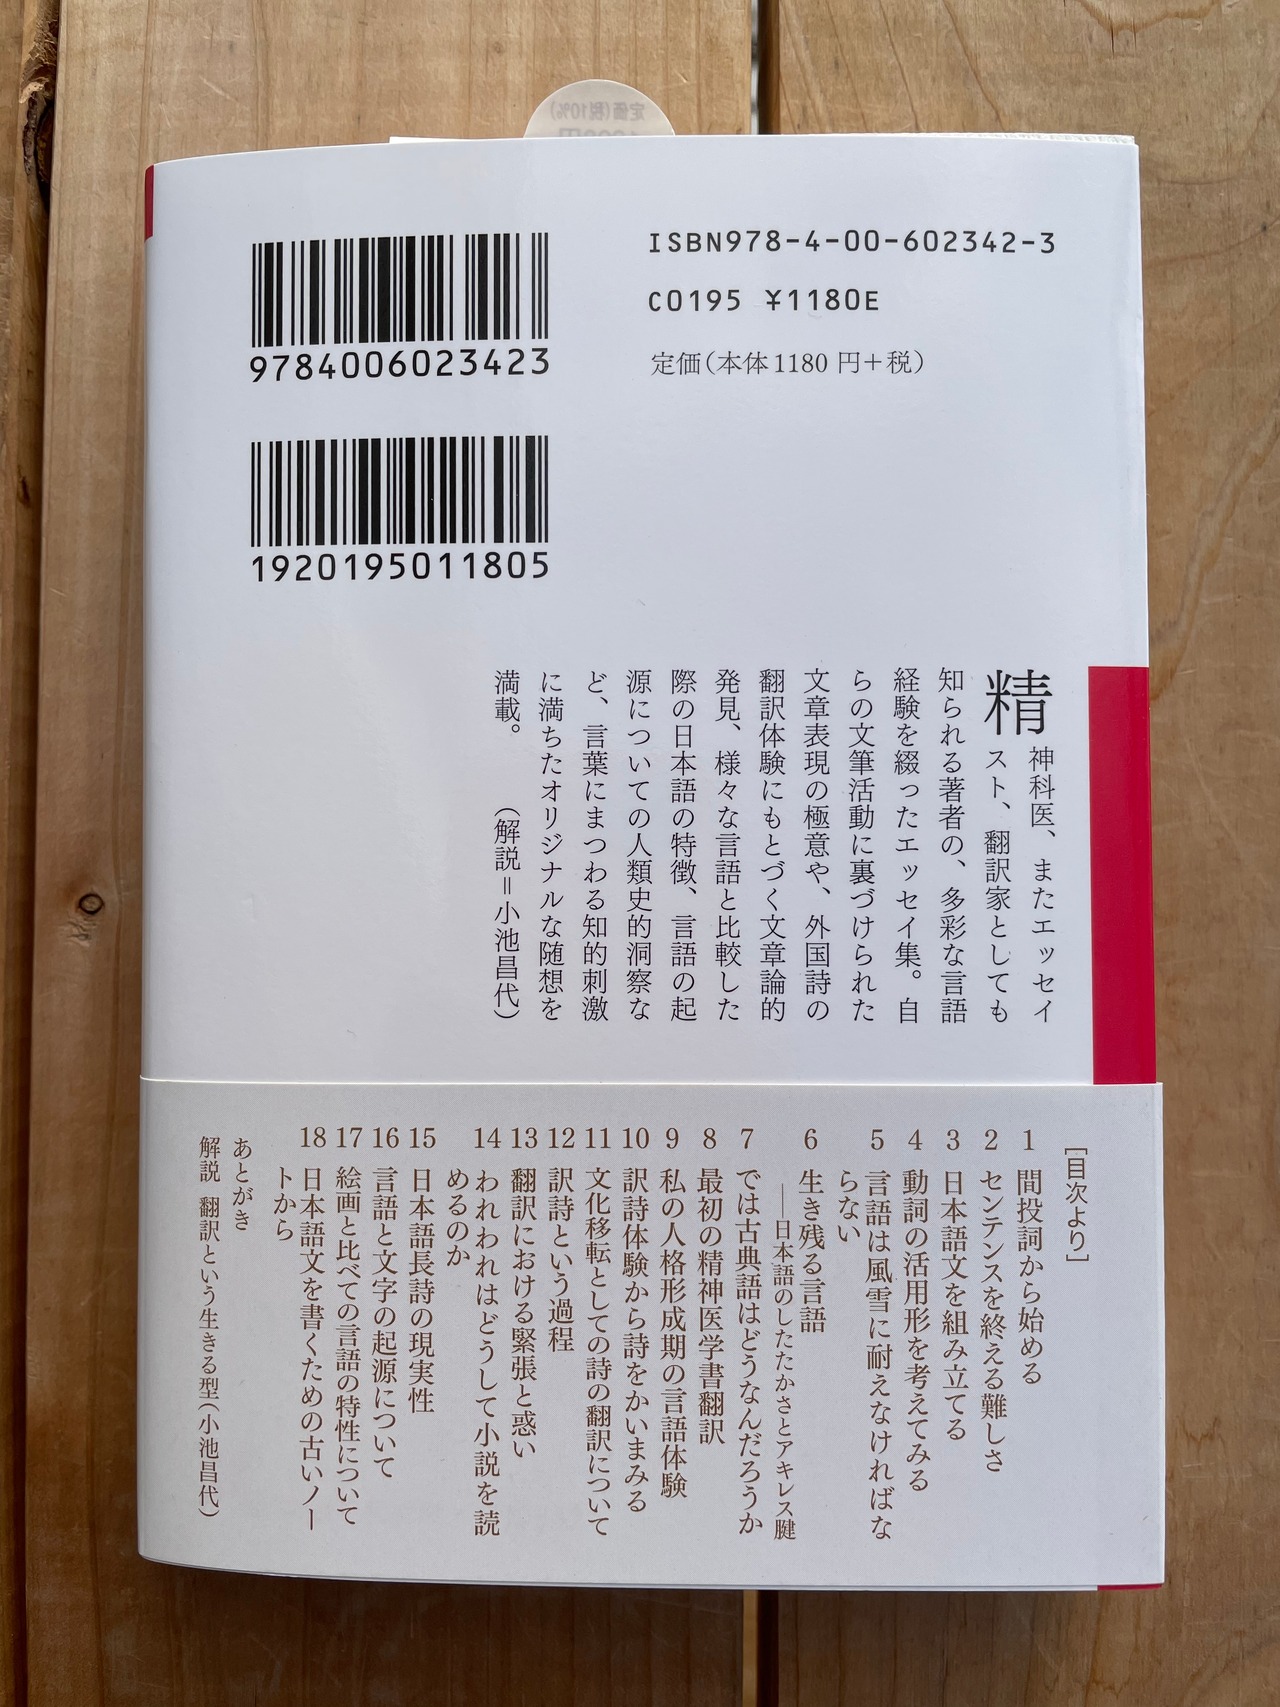 定価(税10%)
ISBN978-4-00-602342-3
C0195 ¥1180E
定価(本体1180円+税)
9784006023423
1920195011805
精神科医、またエッセイ
スト、翻訳家としても
知られる著者の、多彩な言語
経験を綴ったエッセイ集。自
らの文筆活動に裏づけられた
文章表現の極意や、外国詩の
翻訳体験にもとづく文章論的
発見、様々な言語と比較した
際の日本語の特徴、言語の起
源についての人類史的洞察な
ど、言葉にまつわる知的刺激
に満ちたオリジナルな随想を
満載。 (解説=小池昌代)
[目次より]
1 間投詞から始める
2 センテンスを終える難しさ
3 日本語文を組み立てる
4 動詞の活用形を考えてみる
5 言語は風雪に耐えなければな
らない
6 生き残る言語
——日本語のしたたかさとアキレス腱
7 では古典語はどうなんだろうか
8 最初の精神医学書翻訳
9 私の人格形成期の言語体験
10 訳詩体験から詩をかいまみる
11 文化移転としての詩の翻訳について
12 訳詩という過程
13 翻訳における緊張と惑い
14 われわれはどうして小説を読
めるのか
15 日本語長詩の現実性
16 言語と文字の起源について
17 絵画と比べての言語の特性について
18 日本語文を書くための古いノー
トから
あとがき
解説 翻訳という生きる型(小池昌代)